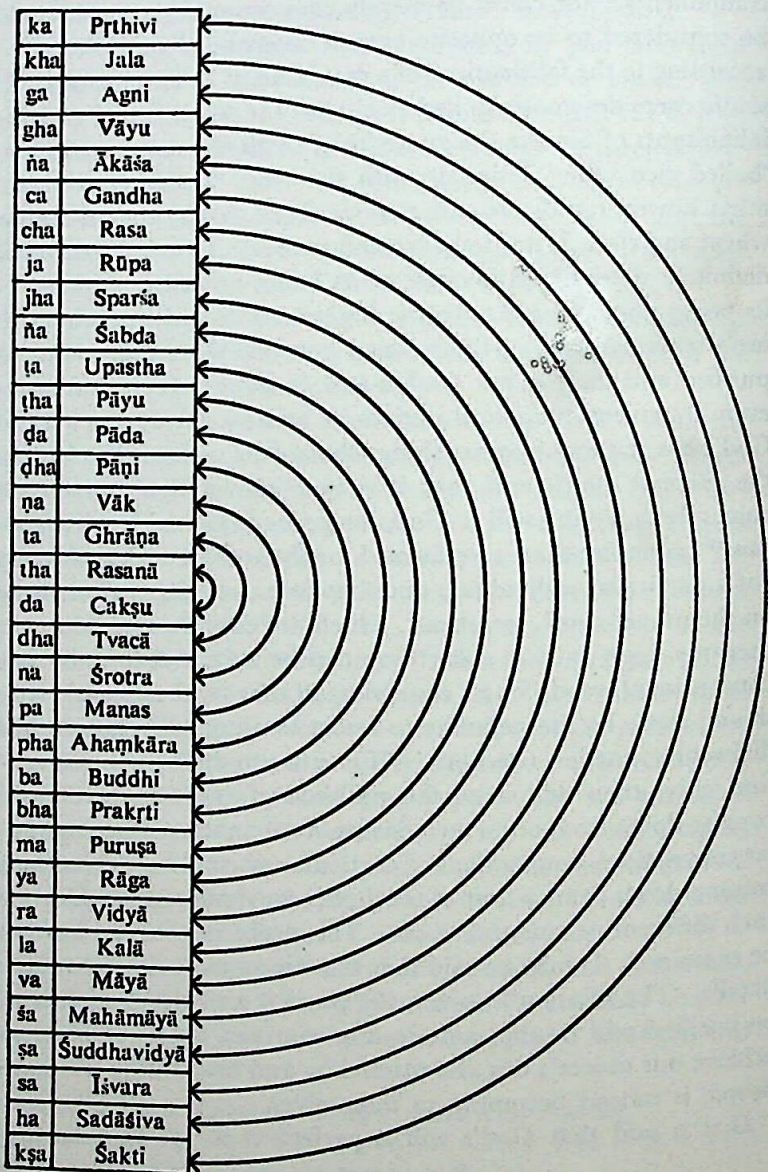 ka Pṛthivī
kha Jala
ga Agni
gha Vāyu
ṅa Ākāśa
ca Gandha
cha Rasa
ja Rūpa
jha Sparśa
ña Śabda
ṭa Upastha
ṭha Pāyu
ḍa Pāda
ḍha Pāṇi
ṇa Vāk
ta Ghrāṇa
tha Rasanā
da Cakṣu
dha Tvacā
na Śrotra
pa Manas
pha Ahaṃkāra
ba Buddhi
bha Prakṛti
ma Puruṣa
ya Rāga
ra Vidyā
la Kalā
va Māyā
śa Mahāmāyā
ṣa Śuddhavidyā
sa Īśvara
ha Sadāśiva
kṣa Śakti